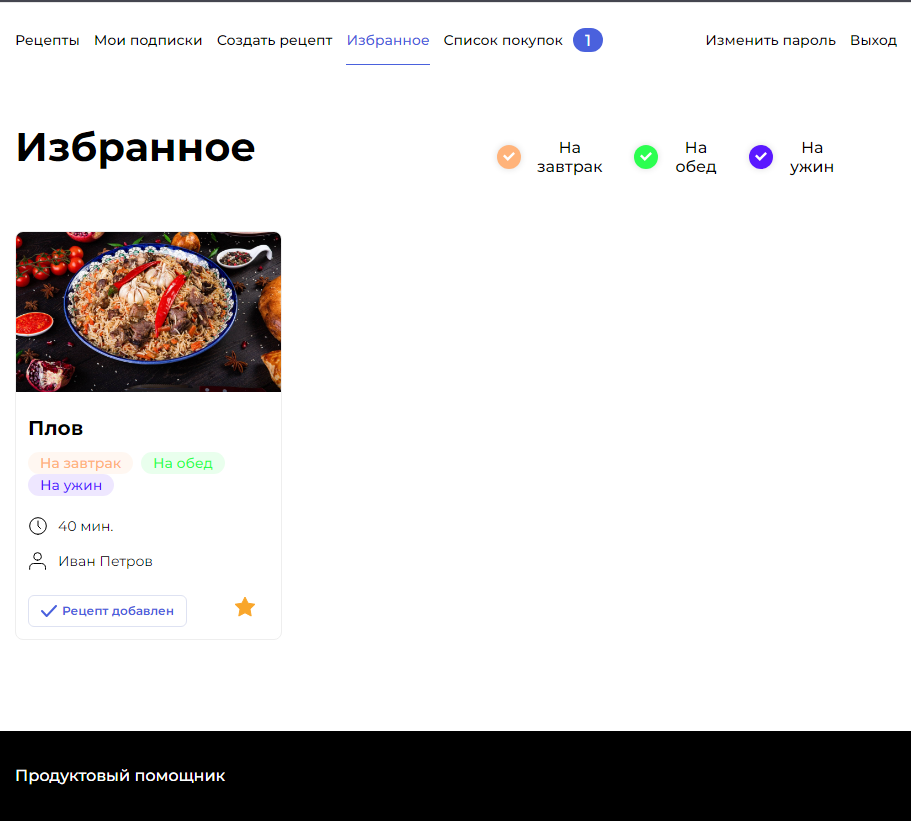 Рецепты Мои подписки Создать рецепт Избранное Список покупок 1 Изменить пароль Выход
Избранное
На завтрак
На обед
На ужин
Плов
На завтрак На обед
На ужин
40 мин.
Иван Петров
Рецепт добавлен
Продуктовый помощник